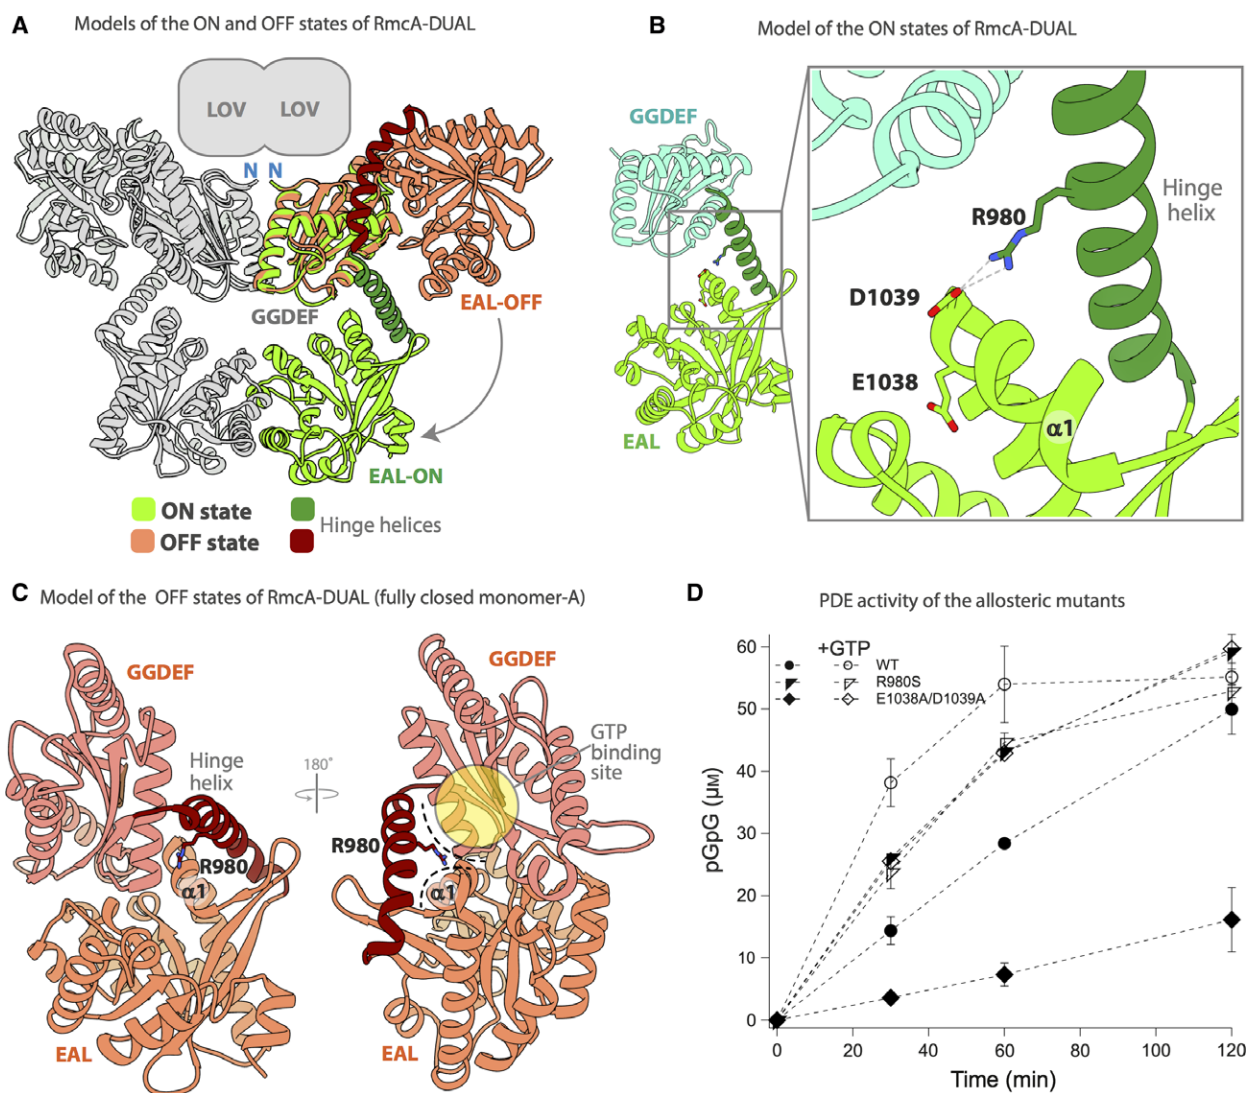 A
Models of the ON and OFF states of RmcA-DUAL
LOV LOV
N N
GGDEF
EAL-OFF
EAL-ON
ON state
OFF state
Hinge helices
B
Model of the ON states of RmcA-DUAL
GGDEF
EAL
Hinge
helix
R980
D1039
E1038
α1
C
Model of the OFF states of RmcA-DUAL (fully closed monomer-A)
GGDEF
Hinge
helix
R980
α1
EAL
180°
GGDEF
GTP
binding
site
R980
α1
EAL
D
PDE activity of the allosteric mutants
+GTP
WT
R980S
E1038A/D1039A
pGpG (µM)
60
50
40
30
20
10
0
0 20 40 60 80 100 120
Time (min)